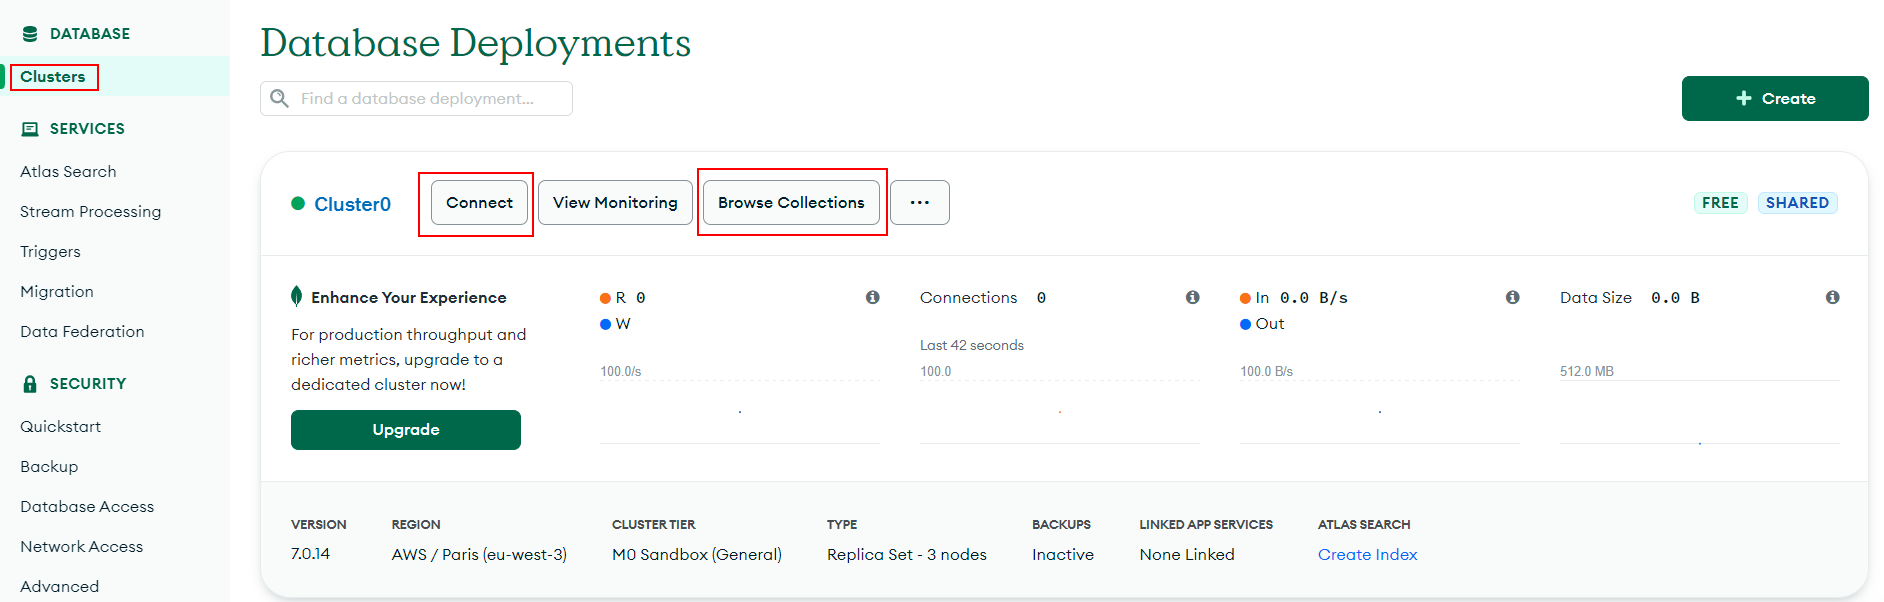 DATABASE
Clusters
SERVICES
Atlas Search
Stream Processing
Triggers
Migration
Data Federation
SECURITY
Quickstart
Backup
Database Access
Network Access
Advanced
Database Deployments
Find a database deployment...
+ Create
Cluster0
Connect
View Monitoring
Browse Collections
...
FREE
SHARED
Enhance Your Experience
For production throughput and
richer metrics, upgrade to a
dedicated cluster now!
Upgrade
R 0
W
100.0/s
Connections 0
Last 42 seconds
100.0
In 0.0 B/s
Out
100.0 B/s
Data Size 0.0 B
512.0 MB
VERSION
7.0.14
REGION
AWS / Paris (eu-west-3)
CLUSTER TIER
M0 Sandbox (General)
TYPE
Replica Set - 3 nodes
BACKUPS
Inactive
LINKED APP SERVICES
None Linked
ATLAS SEARCH
Create Index